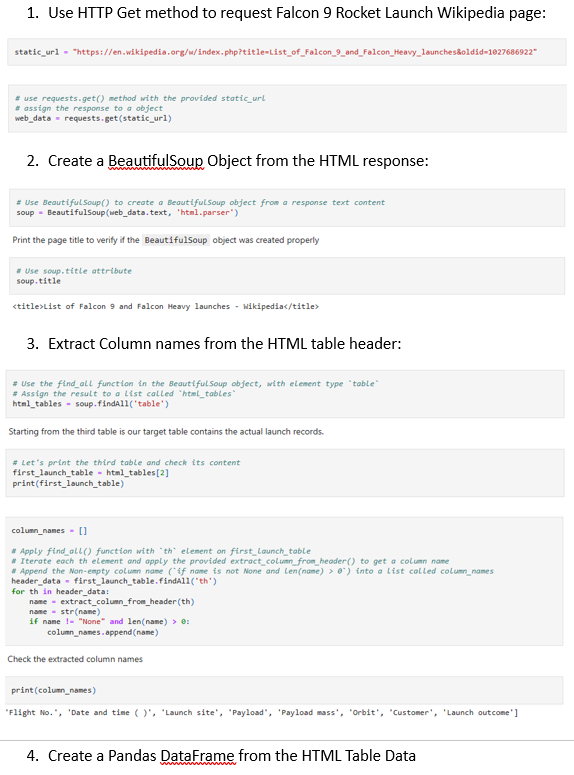 1. Use HTTP Get method to request Falcon 9 Rocket Launch Wikipedia page:
static_url = "https://en.wikipedia.org/w/index.php?title=List_of_Falcon_9_and_Falcon_Heavy_launches&oldid=1027686922"
# use requests.get() method with the provided static_url
# assign the response to a object
web_data = requests.get(static_url)
2. Create a BeautifulSoup Object from the HTML response:
# Use BeautifulSoup() to create a BeautifulSoup object from a response text content
soup = BeautifulSoup(web_data.text, 'html.parser')
Print the page title to verify if the BeautifulSoup object was created properly
# Use soup.title attribute
soup.title
<title>List of Falcon 9 and Falcon Heavy launches - Wikipedia</title>
3. Extract Column names from the HTML table header:
# Use the find_all function in the BeautifulSoup object, with element type `table`
# Assign the result to a list called `html_tables`
html_tables = soup.findAll('table')
Starting from the third table is our target table contains the actual launch records.
# Let's print the third table and check its content
first_launch_table = html_tables[2]
print(first_launch_table)
column_names = []
# Apply find_all() function with `th` element on first_launch_table
# Iterate each th element and apply the provided extract_column_from_header() to get a column name
# Append the Non-empty column name (`if name is not None and len(name) > 0`) into a list called column_names
header_data = first_launch_table.findAll('th')
for th in header_data:
    name = extract_column_from_header(th)
    name = str(name)
    if name != "None" and len(name) > 0:
        column_names.append(name)
Check the extracted column names
print(column_names)
'Flight No.', 'Date and time ( )', 'Launch site', 'Payload', 'Payload mass', 'Orbit', 'Customer', 'Launch outcome']
4. Create a Pandas DataFrame from the HTML Table Data